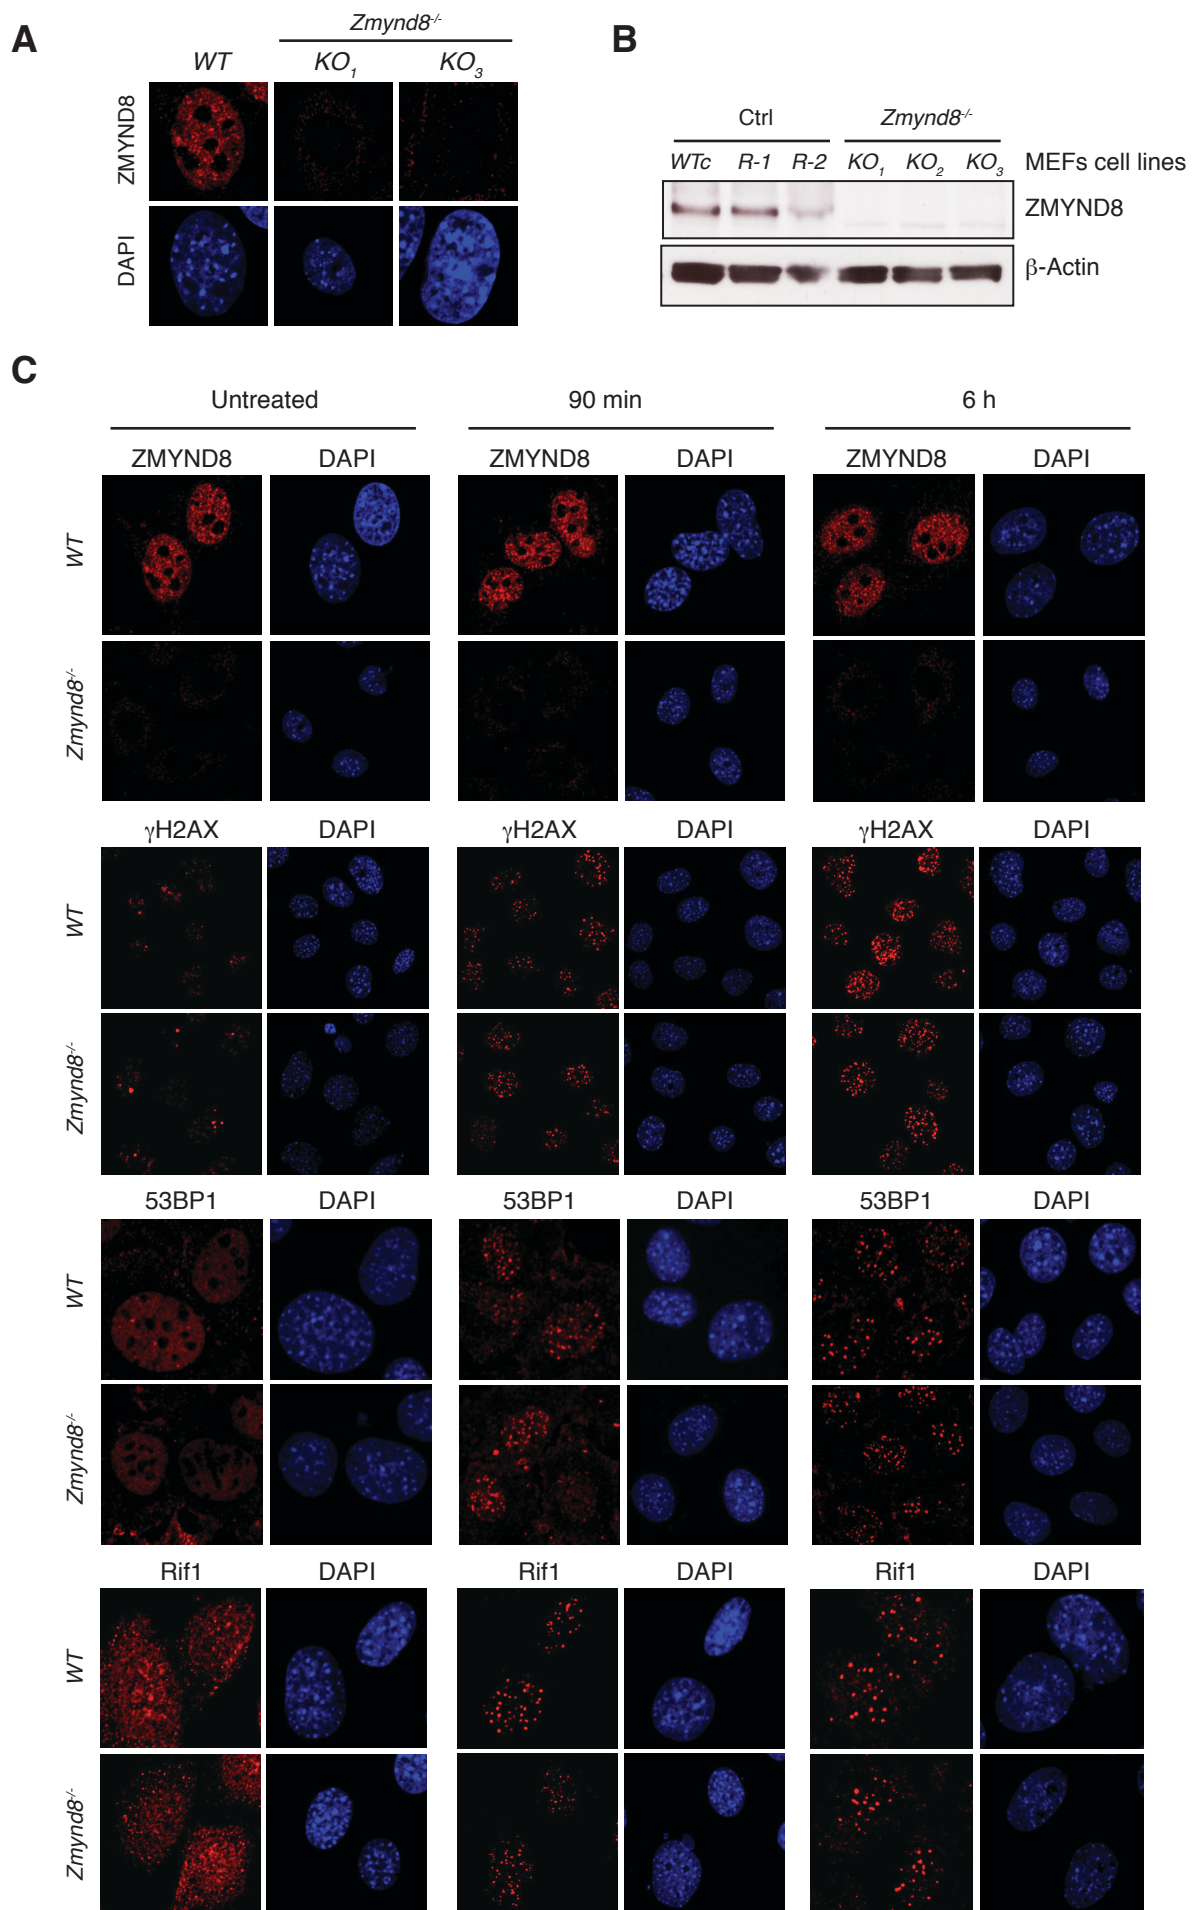 A
Zmynd8-/-
WT KO1 KO3
ZMYND8
DAPI
B
Ctrl Zmynd8-/-
WTc R-1 R-2 KO1 KO2 KO3 MEFs cell lines
ZMYND8
β-Actin
C
Untreated 90 min 6 h
ZMYND8 DAPI ZMYND8 DAPI ZMYND8 DAPI
WT
Zmynd8-/-
γH2AX DAPI γH2AX DAPI γH2AX DAPI
WT
Zmynd8-/-
53BP1 DAPI 53BP1 DAPI 53BP1 DAPI
WT
Zmynd8-/-
Rif1 DAPI Rif1 DAPI Rif1 DAPI
WT
Zmynd8-/-